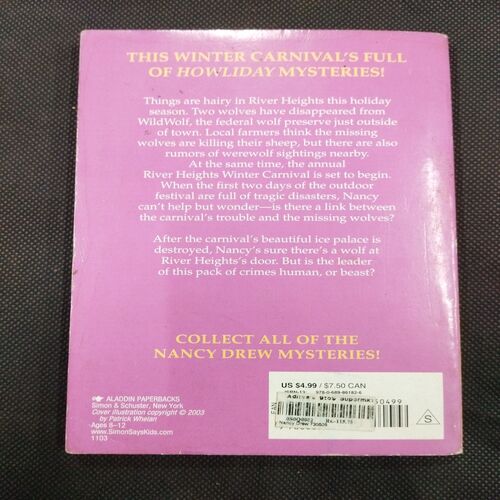 THIS WINTER CARNIVAL'S FULL
OF HOWLIDAY MYSTERIES!
Things are hairy in River Heights this holiday
season. Two wolves have disappeared from
WildWolf, the federal wolf preserve just outside
of town. Local farmers think the missing
wolves are killing their sheep, but there are also
rumors of werewolf sightings nearby.
At the same time, the annual
River Heights Winter Carnival is set to begin.
When the first two days of the outdoor
festival are full of tragic disasters, Nancy
can't help but wonder—is there a link between
the carnival's trouble and the missing wolves?
After the carnival's beautiful ice palace is
destroyed, Nancy's sure there's a wolf at
River Heights's door. But is the leader
of this pack of crimes human, or beast?
COLLECT ALL OF THE
NANCY DREW MYSTERIES!
ALADDIN PAPERBACKS
Simon & Schuster, New York
Cover illustration copyright © 2003
by Patrick Whelan
Ages 8–12
www.SimonSaysKids.com
1103
US $4.99 / $7.50 CAN
EAN
50499
Nancy Drew
S